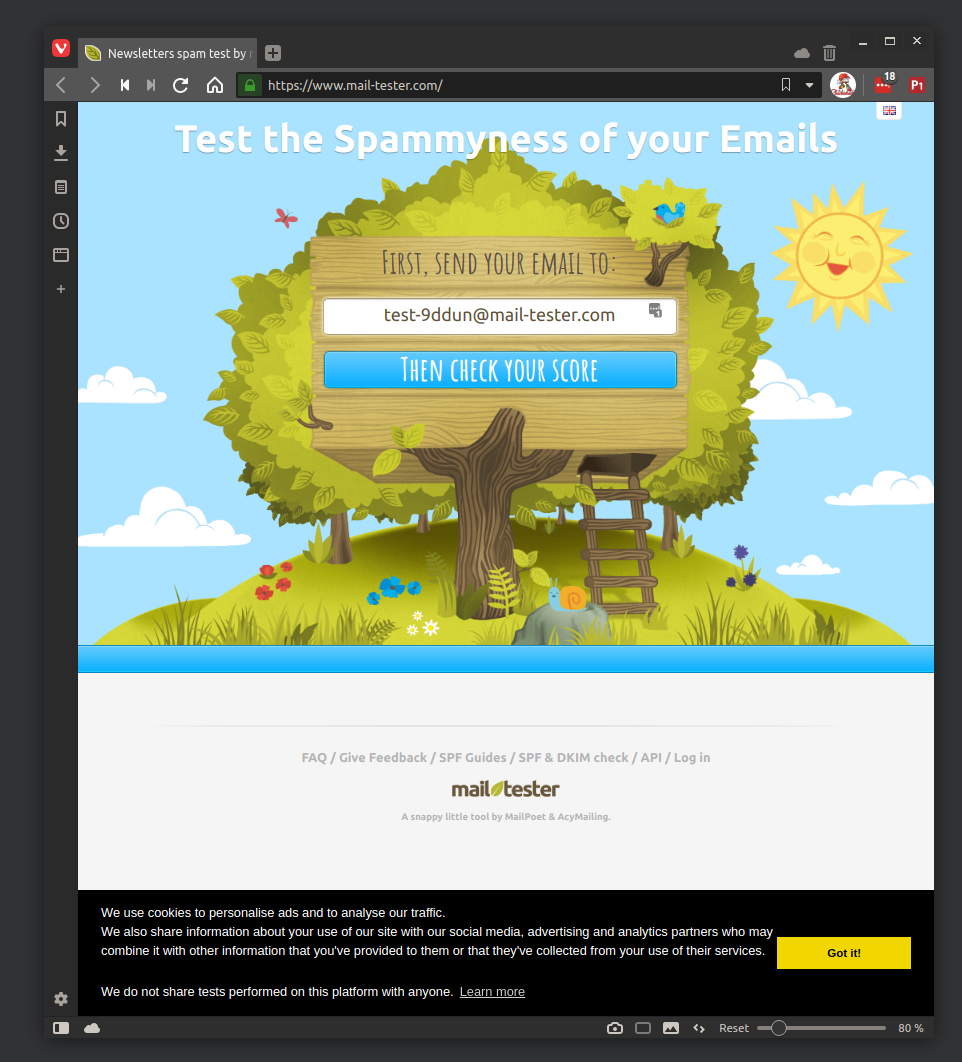 Newsletters spam test by
https://www.mail-tester.com/
18
P1
Test the Spammyness of your Emails
First, send your email to:
test-9ddun@mail-tester.com
1
Then check your score
FAQ / Give Feedback / SPF Guides / SPF & DKIM check / API / Log in
mail tester
A snappy little tool by MailPoet & AcyMailing.
We use cookies to personalise ads and to analyse our traffic.
We also share information about your use of our site with our social media, advertising and analytics partners who may
combine it with other information that you've provided to them or that they've collected from your use of their services.
Got it!
We do not share tests performed on this platform with anyone. Learn more
Reset
80 %